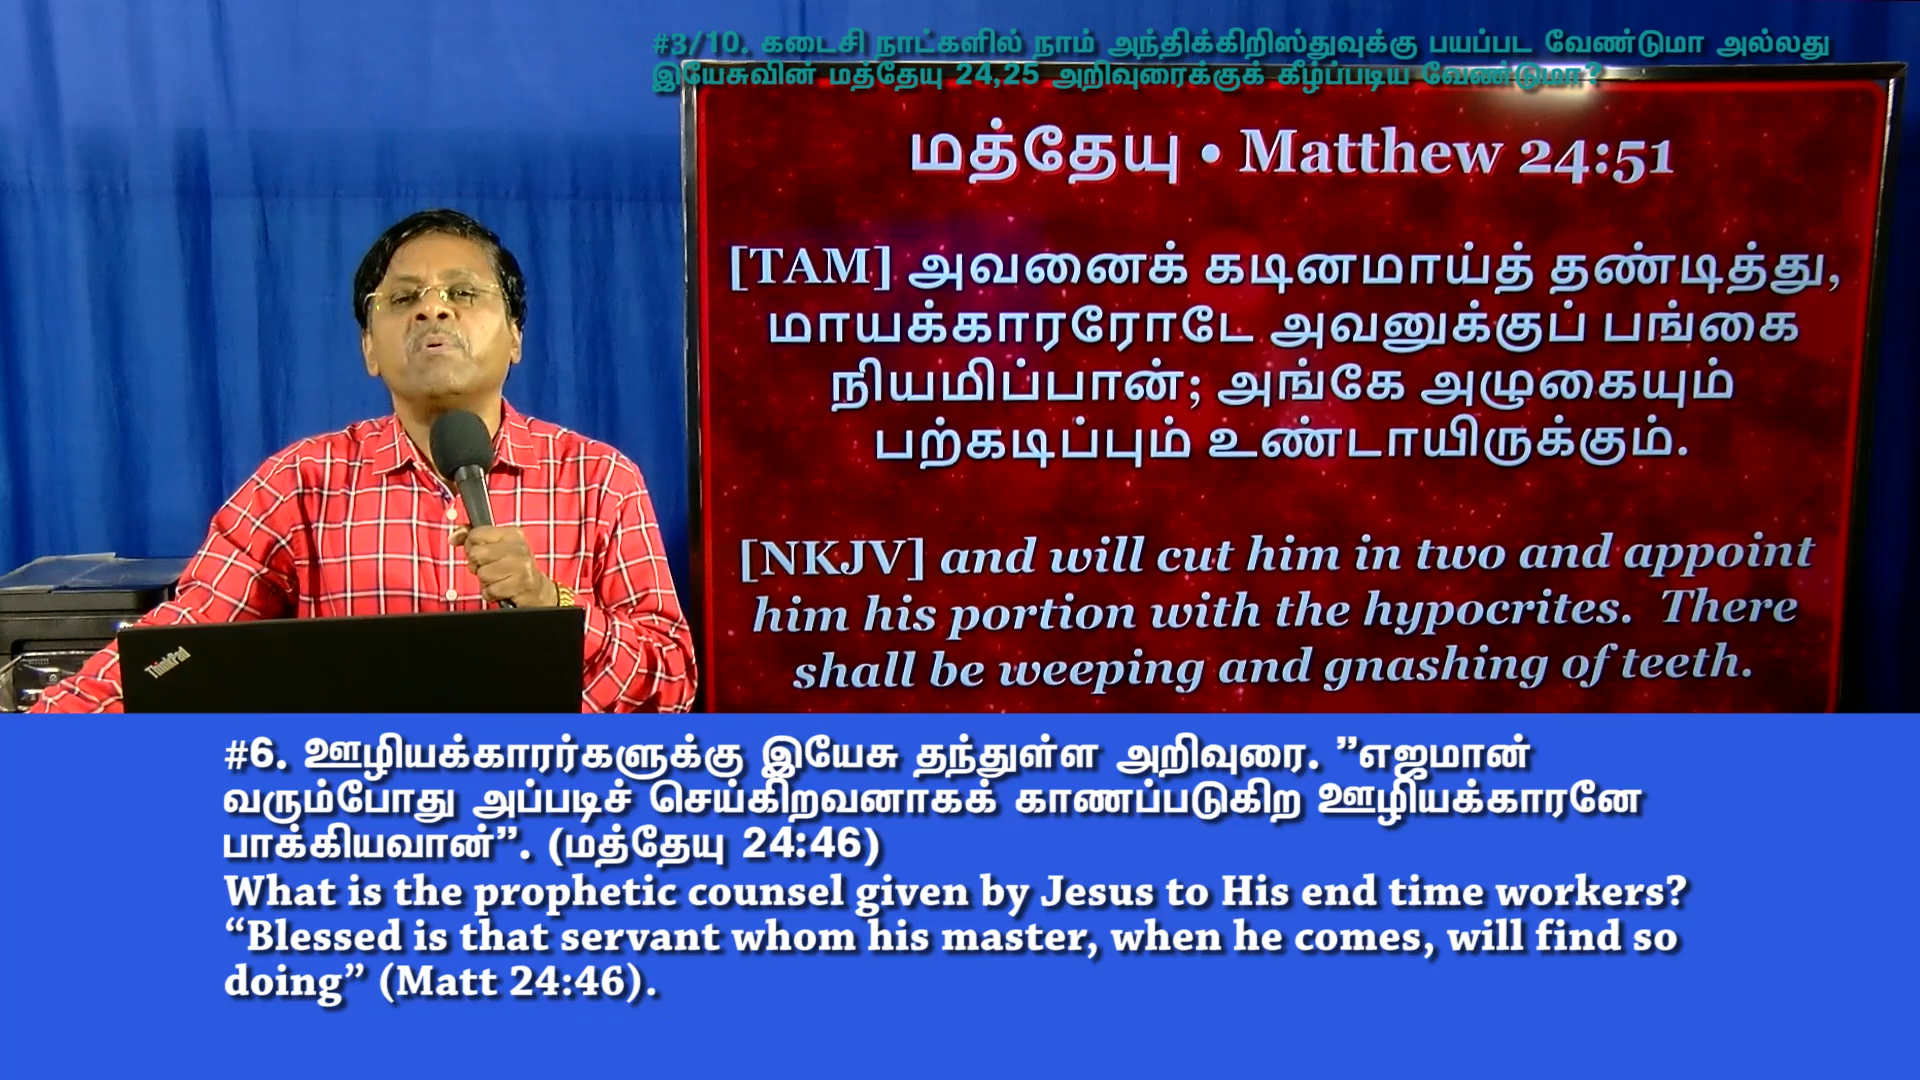 #3/10. கடைசி நாட்களில் நாம் அந்திக்கிறிஸ்துவுக்கு பயப்பட வேண்டுமா அல்லது
இயேசுவின் மத்தேயு 24,25 அறிவுரைக்குக் கீழ்ப்படிய வேண்டுமா?
மத்தேயு • Matthew 24:51
[TAM] அவனைக் கடினமாய்த் தண்டித்து,
மாயக்காரரோடே அவனுக்குப் பங்கை
நியமிப்பான்; அங்கே அழுகையும்
பற்கடிப்பும் உண்டாயிருக்கும்.
[NKJV] and will cut him in two and appoint
him his portion with the hypocrites. There
shall be weeping and gnashing of teeth.
ThinkPad
#6. ஊழியக்காரர்களுக்கு இயேசு தந்துள்ள அறிவுரை. ”எஜமான்
வரும்போது அப்படிச் செய்கிறவனாகக் காணப்படுகிற ஊழியக்காரனே
பாக்கியவான்”. (மத்தேயு 24:46)
What is the prophetic counsel given by Jesus to His end time workers?
“Blessed is that servant whom his master, when he comes, will find so
doing” (Matt 24:46).